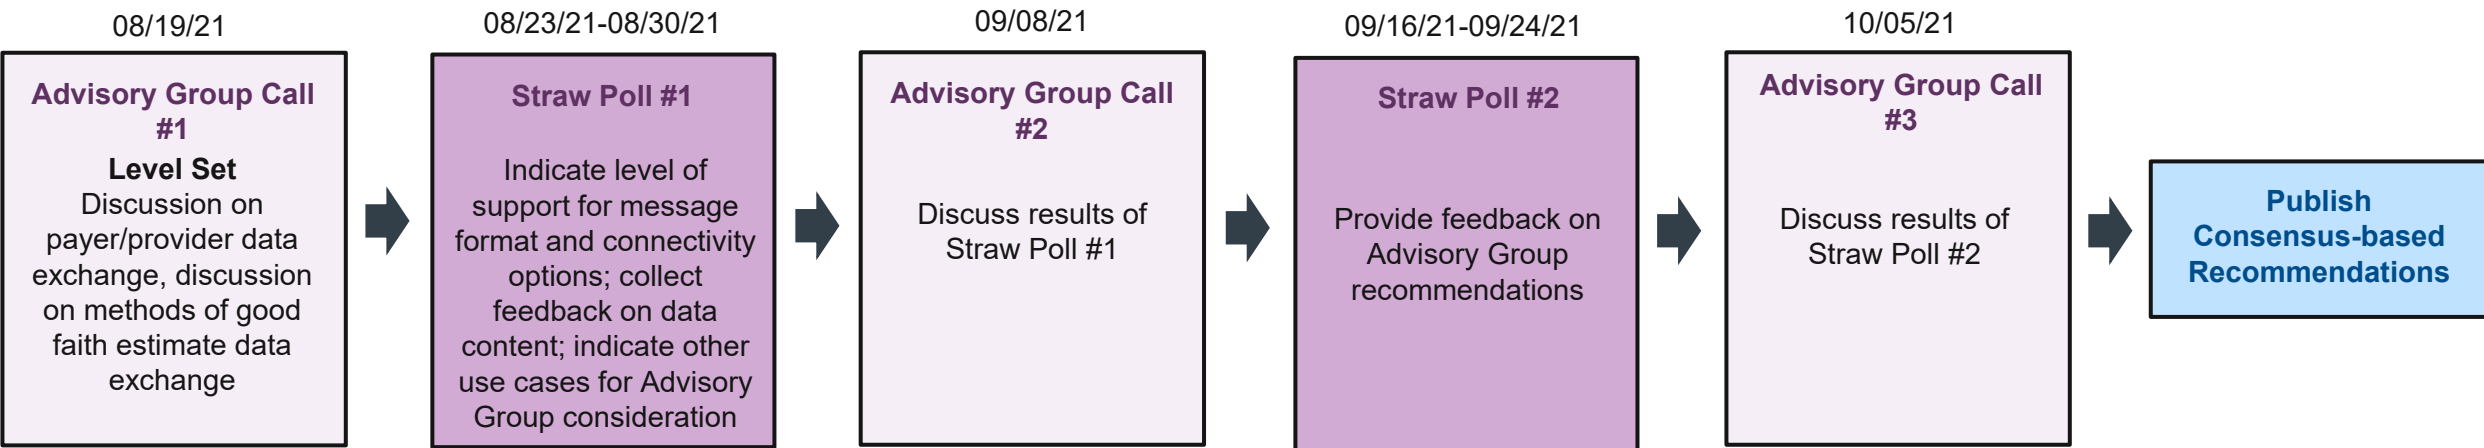 08/19/21
Advisory Group Call
#1
Level Set
Discussion on
payer/provider data
exchange, discussion
on methods of good
faith estimate data
exchange
08/23/21-08/30/21
Straw Poll #1
Indicate level of
support for message
format and connectivity
options; collect
feedback on data
content; indicate other
use cases for Advisory
Group consideration
09/08/21
Advisory Group Call
#2
Discuss results of
Straw Poll #1
09/16/21-09/24/21
Straw Poll #2
Provide feedback on
Advisory Group
recommendations
10/05/21
Advisory Group Call
#3
Discuss results of
Straw Poll #2
Publish
Consensus-based
Recommendations